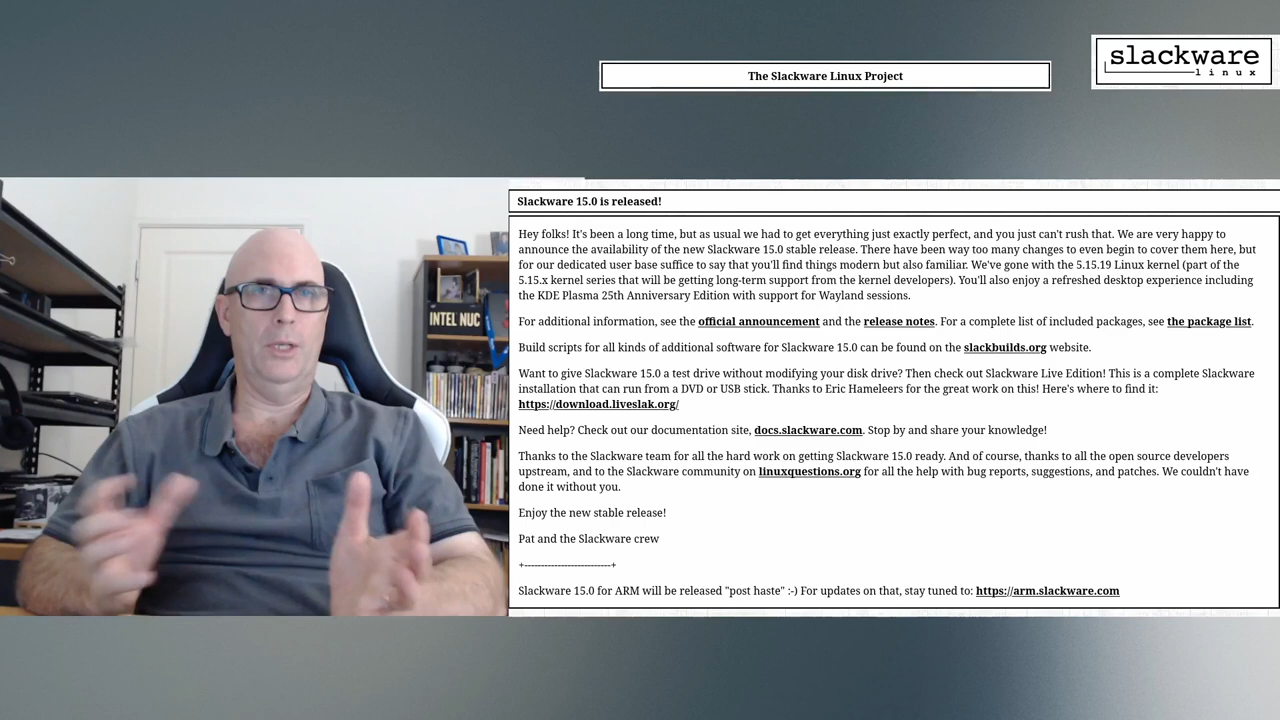 The Slackware Linux Project
slackware
linux
Slackware 15.0 is released!
Hey folks! It's been a long time, but as usual we had to get everything just exactly perfect, and you just can't rush that. We are very happy to
announce the availability of the new Slackware 15.0 stable release. There have been way too many changes to even begin to cover them here, but
for our dedicated user base suffice to say that you'll find things modern but also familiar. We've gone with the 5.15.19 Linux kernel (part of the
5.15.x kernel series that will be getting long-term support from the kernel developers). You'll also enjoy a refreshed desktop experience including
the KDE Plasma 25th Anniversary Edition with support for Wayland sessions.
For additional information, see the official announcement and the release notes. For a complete list of included packages, see the package list.
Build scripts for all kinds of additional software for Slackware 15.0 can be found on the slackbuilds.org website.
Want to give Slackware 15.0 a test drive without modifying your disk drive? Then check out Slackware Live Edition! This is a complete Slackware
installation that can run from a DVD or USB stick. Thanks to Eric Hameleers for the great work on this! Here's where to find it:
https://download.liveslak.org/
Need help? Check out our documentation site, docs.slackware.com. Stop by and share your knowledge!
Thanks to the Slackware team for all the hard work on getting Slackware 15.0 ready. And of course, thanks to all the open source developers
upstream, and to the Slackware community on linuxquestions.org for all the help with bug reports, suggestions, and patches. We couldn't have
done it without you.
Enjoy the new stable release!
Pat and the Slackware crew
+--------------------------+
Slackware 15.0 for ARM will be released "post haste" :-) For updates on that, stay tuned to: https://arm.slackware.com
INTEL NUC